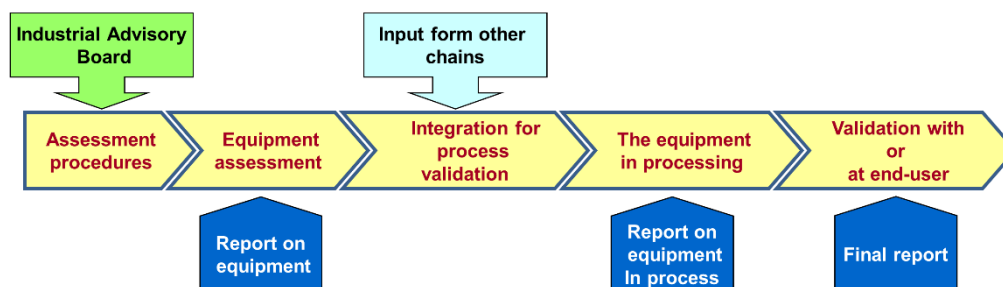 Industrial Advisory
Board
Input form other
chains
Assessment
procedures
Equipment
assessment
Integration for
process
validation
The equipment
in processing
Validation with
or
at end-user
Report on
equipment
Report on
equipment
In process
Final report